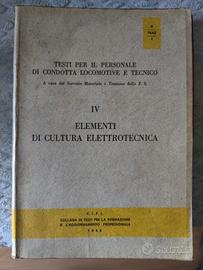 TESTI PER IL PERSONALE
DI CONDOTTA LOCOMOTIVE E TECNICO
A cura del Servizio Materiale e Trazione delle F. S.
IV
ELEMENTI
DI CULTURA ELETTROTECNICA
C. I. F. I.
COLLANA DI TESTI PER LA FORMAZIONE
E L'AGGIORNAMENTO PROFESSIONALE